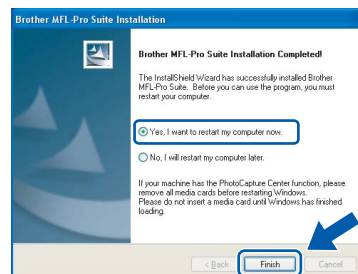 Brother MFL-Pro Suite Installation
Brother MFL-Pro Suite Installation Completed!
The InstallShield Wizard has successfully installed Brother
MFL-Pro Suite. Before you can use the program, you must
restart your computer.
Yes, I want to restart my computer now.
No, I will restart my computer later.
If your machine has the PhotoCapture Center function, please
remove all media cards before restarting Windows.
Please do not insert a media card until Windows has finished
loading.
< Back Finish Cancel